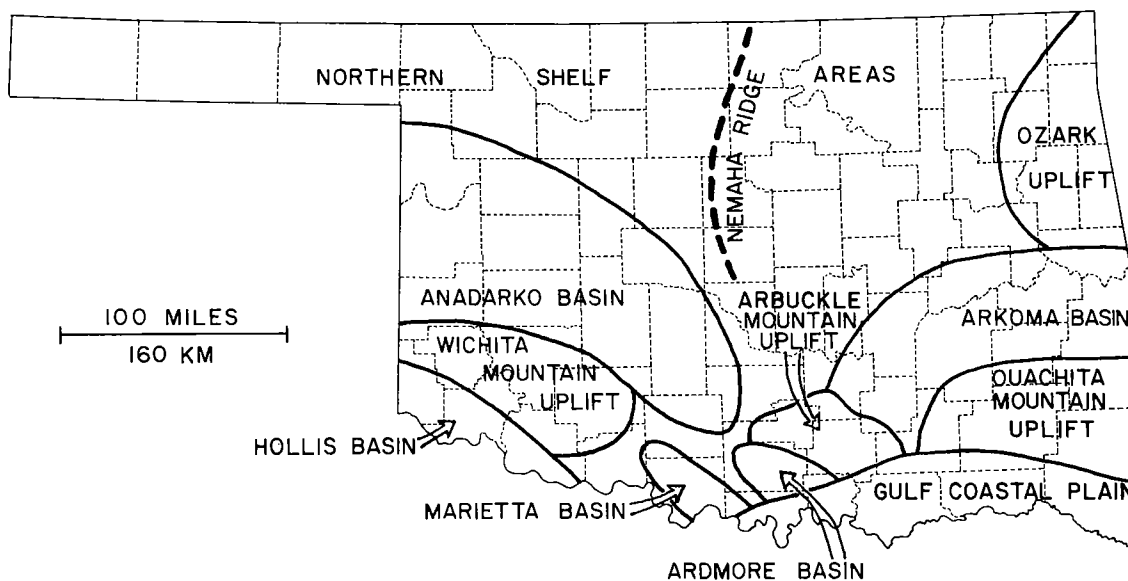 NORTHERN SHELF AREAS
NEMAHA RIDGE
OZARK
UPLIFT
ANADARKO BASIN
ARBUCKLE
MOUNTAIN
UPLIFT
ARKOMA BASIN
100 MILES
160 KM
WICHITA
MOUNTAIN
UPLIFT
OUACHITA
MOUNTAIN
UPLIFT
HOLLIS BASIN
MARIETTA BASIN
GULF COASTAL PLAIN
ARDMORE BASIN